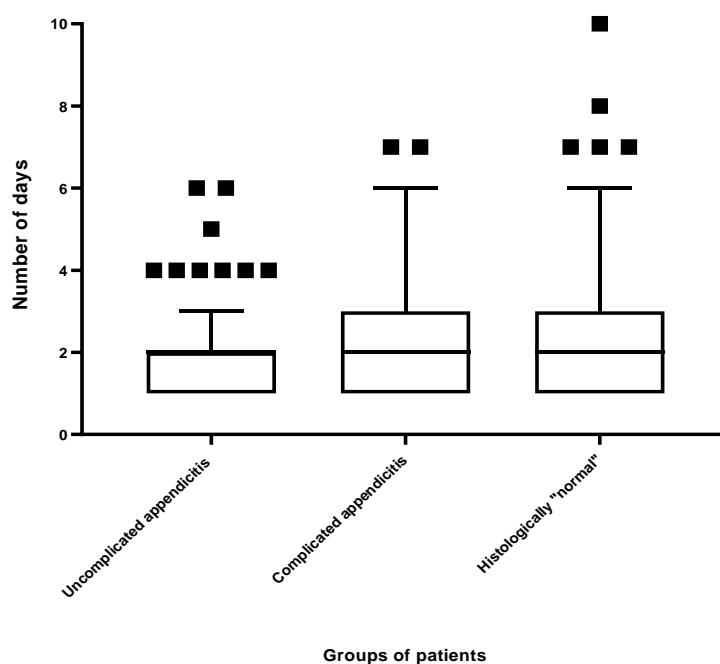 10
8
6
4
2
0
Number of days
Uncomplicated appendicitis
Complicated appendicitis
Histologically "normal"
Groups of patients